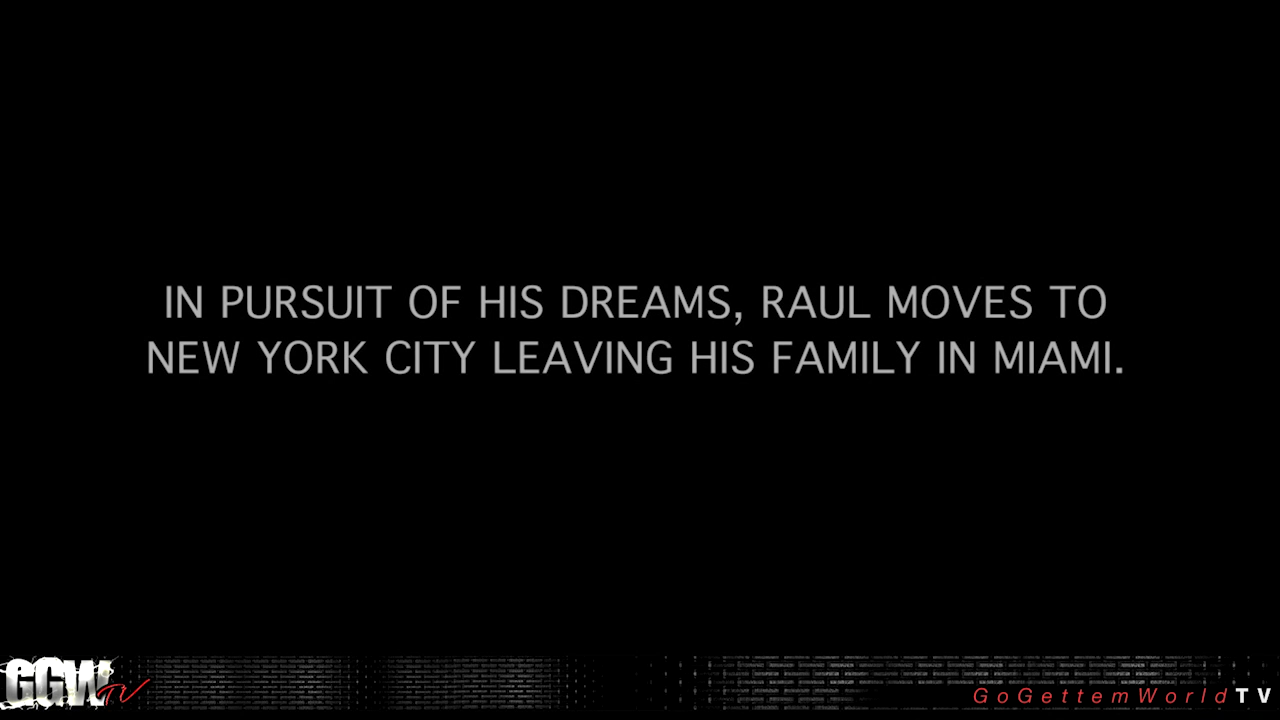 IN PURSUIT OF HIS DREAMS, RAUL MOVES TO
NEW YORK CITY LEAVING HIS FAMILY IN MIAMI.
GGW TV
GoGettemWorld TV